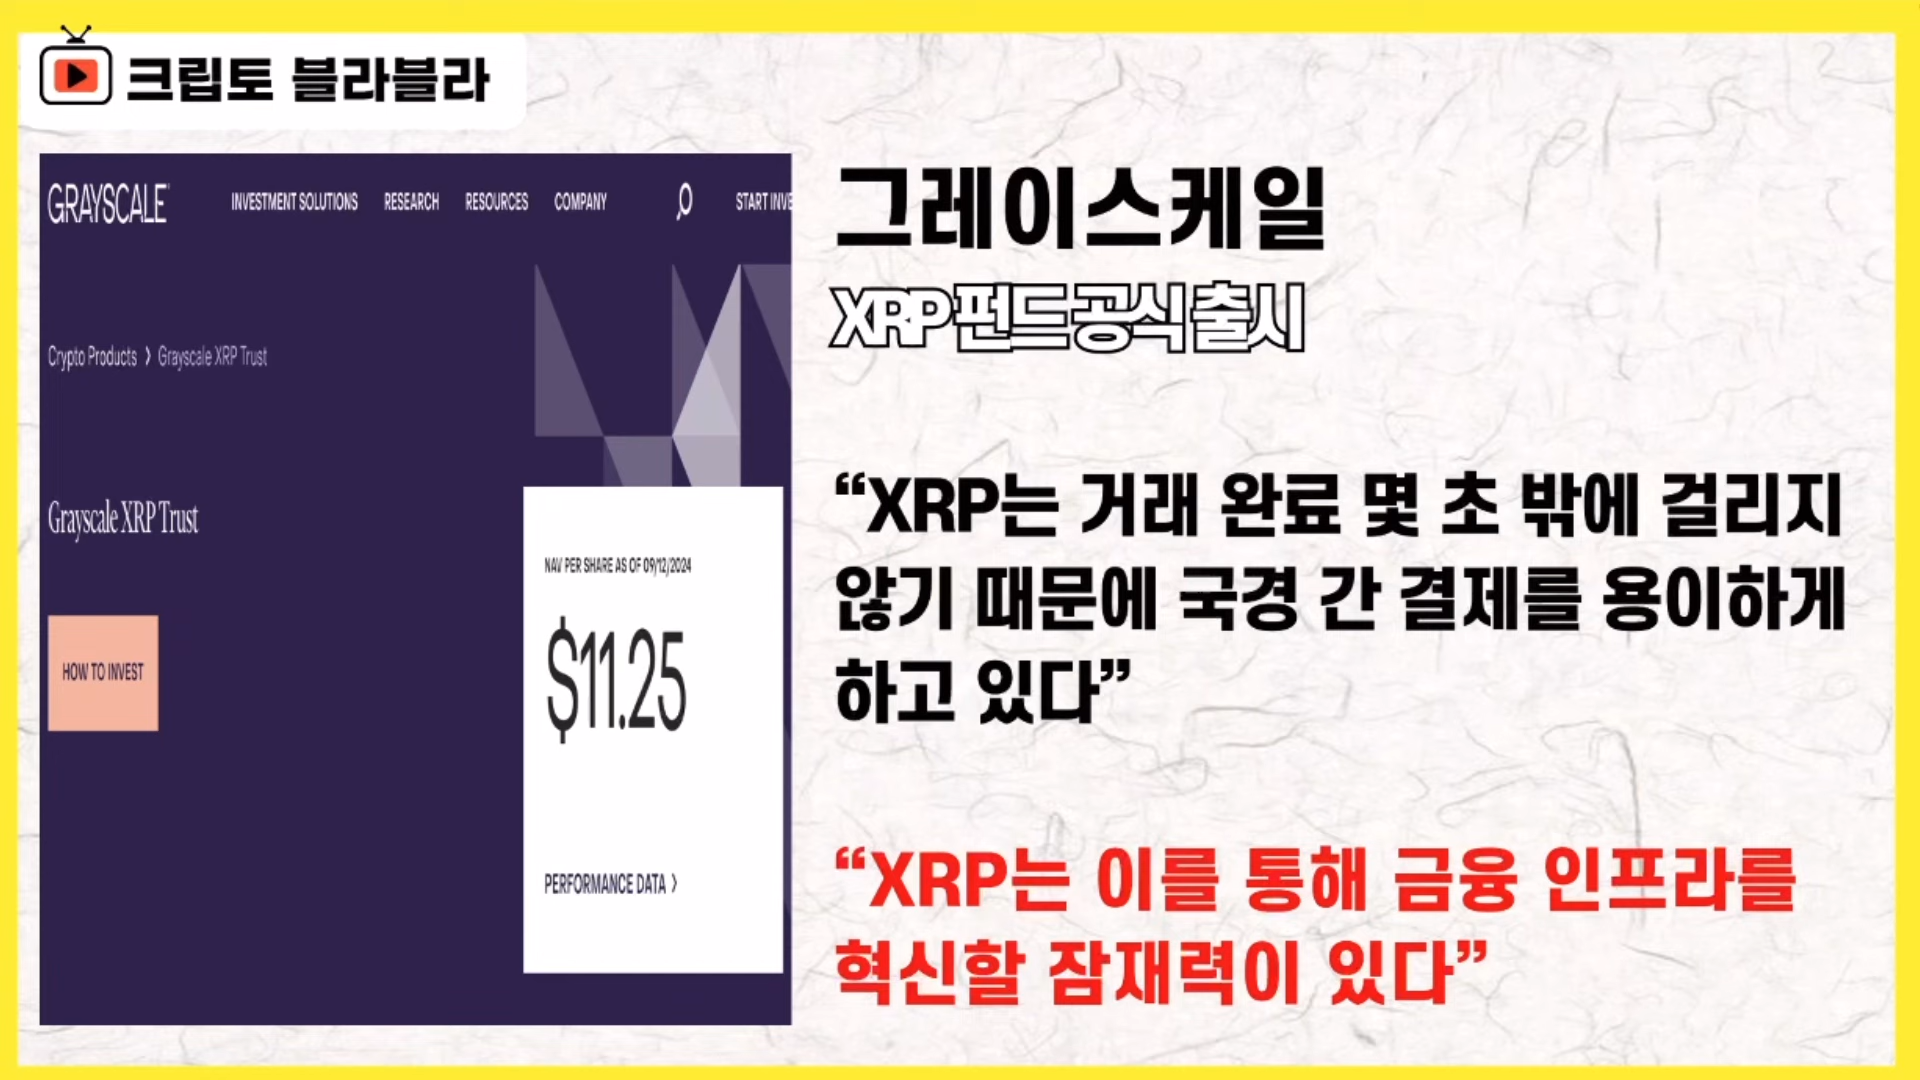 크립토 블라블라
GRAYSCALE
INVESTMENT SOLUTIONS RESEARCH RESOURCES COMPANY START INVE
Crypto Products > Grayscale XRP Trust
Grayscale XRP Trust
HOW TO INVEST
NAV PER SHARE AS OF 09/12/2024
$11.25
PERFORMANCE DATA >
그레이스케일
XRP 펀드 공식 출시
“XRP는 거래 완료 몇 초 밖에 걸리지
않기 때문에 국경 간 결제를 용이하게
하고 있다”
“XRP는 이를 통해 금융 인프라를
혁신할 잠재력이 있다”